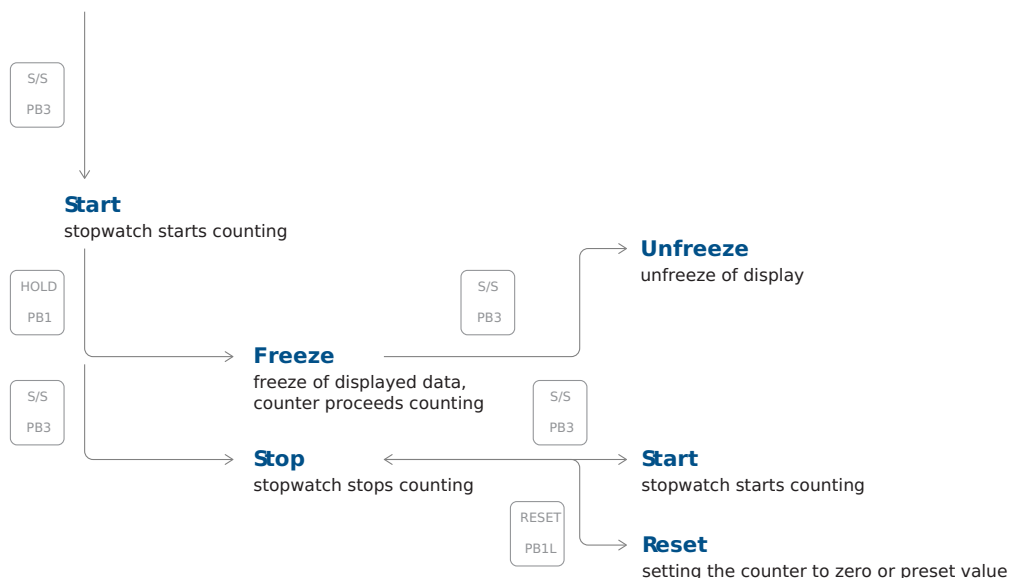 S/S
PB3
Start
stopwatch starts counting
Unfreeze
unfreeze of display
HOLD
PB1
S/S
PB3
Freeze
freeze of displayed data,
counter proceeds counting
S/S
PB3
S/S
PB3
Stop
stopwatch stops counting
Start
stopwatch starts counting
RESET
PB1L
Reset
setting the counter to zero or preset value